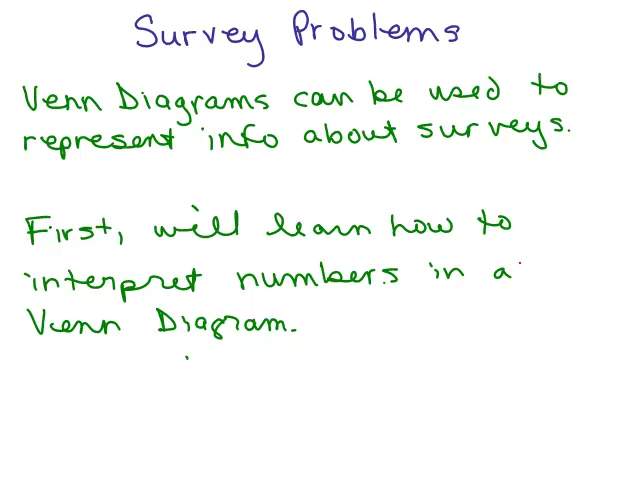 Survey Problems
Venn Diagrams can be used to
represent info about surveys.
First, will learn how to
interpret numbers in a
Venn Diagram.